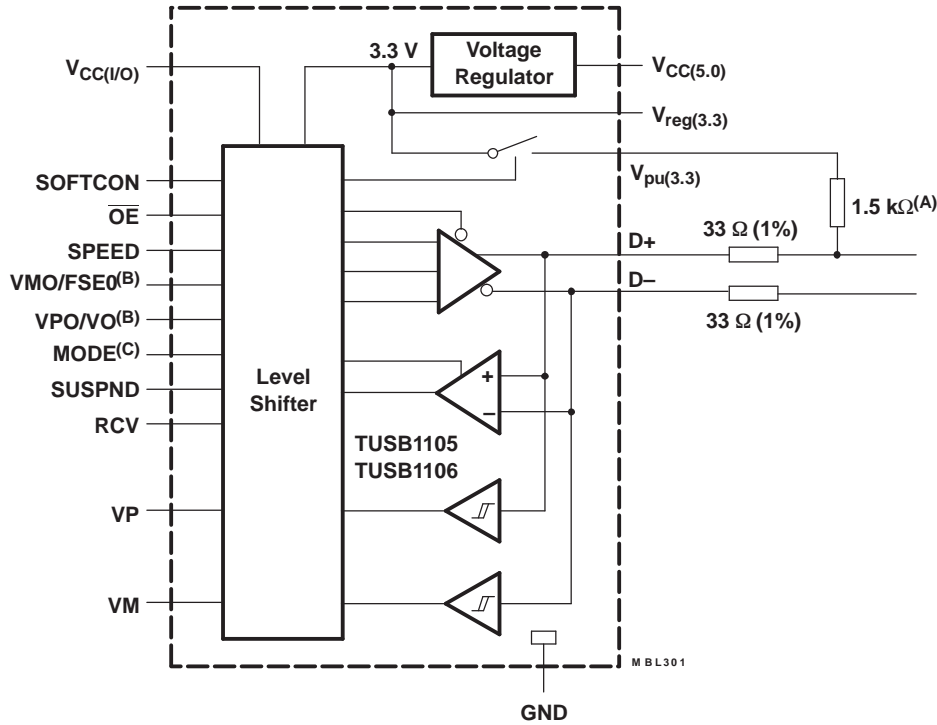 3.3 V
Voltage
Regulator
VCC(I/O)
VCC(5.0)
Vreg(3.3)
Vpu(3.3)
SOFTCON
OE
SPEED
VMO/FSE0(B)
VPO/VO(B)
MODE(C)
SUSPND
RCV
VP
VM
Level
Shifter
1.5 kΩ(A)
33 Ω (1%)
D+
D–
33 Ω (1%)
+
–
TUSB1105
TUSB1106
MBL301
GND